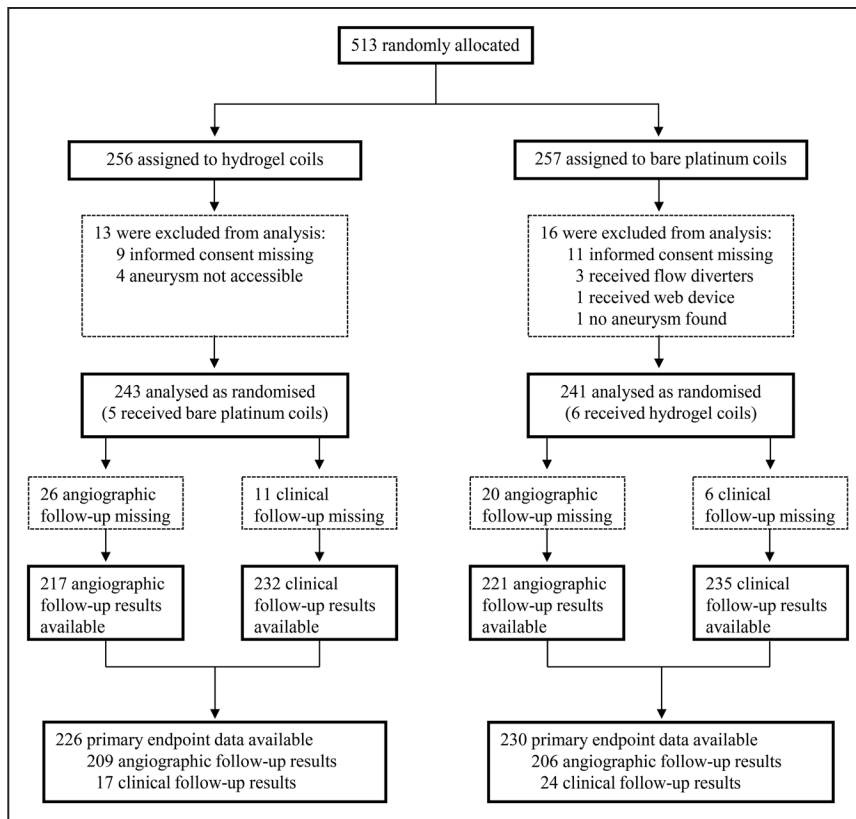 513 randomly allocated
256 assigned to hydrogel coils
257 assigned to bare platinum coils
13 were excluded from analysis:
9 informed consent missing
4 aneurysm not accessible
16 were excluded from analysis:
11 informed consent missing
3 received flow diverters
1 received web device
1 no aneurysm found
243 analysed as randomised
(5 received bare platinum coils)
241 analysed as randomised
(6 received hydrogel coils)
26 angiographic
follow-up missing
11 clinical
follow-up missing
20 angiographic
follow-up missing
6 clinical
follow-up missing
217 angiographic
follow-up results
available
232 clinical
follow-up results
available
221 angiographic
follow-up results
available
235 clinical
follow-up results
available
226 primary endpoint data available
209 angiographic follow-up results
17 clinical follow-up results
230 primary endpoint data available
206 angiographic follow-up results
24 clinical follow-up results